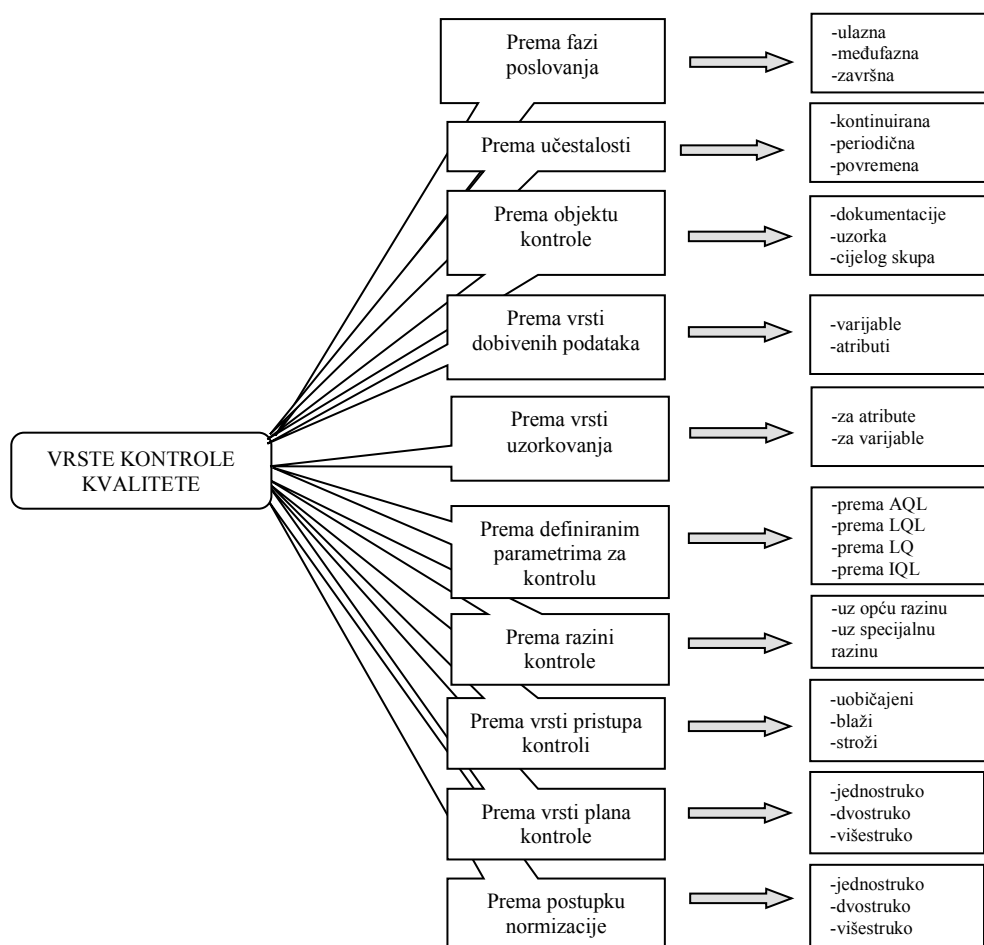 Prema fazi
poslovanja
-ulazna
-međufazna
-završna
Prema učestalosti
-kontinuirana
-periodična
-povremena
Prema objektu
kontrole
-dokumentacije
-uzorka
-cijelog skupa
Prema vrsti
dobivenih podataka
-varijable
-atributi
VRSTE KONTROLE
KVALITETE
Prema vrsti
uzorkovanja
-za atribute
-za varijable
Prema definiranim
parametrima za
kontrolu
-prema AQL
-prema LQL
-prema LQ
-prema IQL
Prema razini
kontrole
-uz opću razinu
-uz specijalnu
razinu
Prema vrsti pristupa
kontroli
-uobičajeni
-blaži
-stroži
Prema vrsti plana
kontrole
-jednostruko
-dvostruko
-višestruko
Prema postupku
normizacije
-jednostruko
-dvostruko
-višestruko